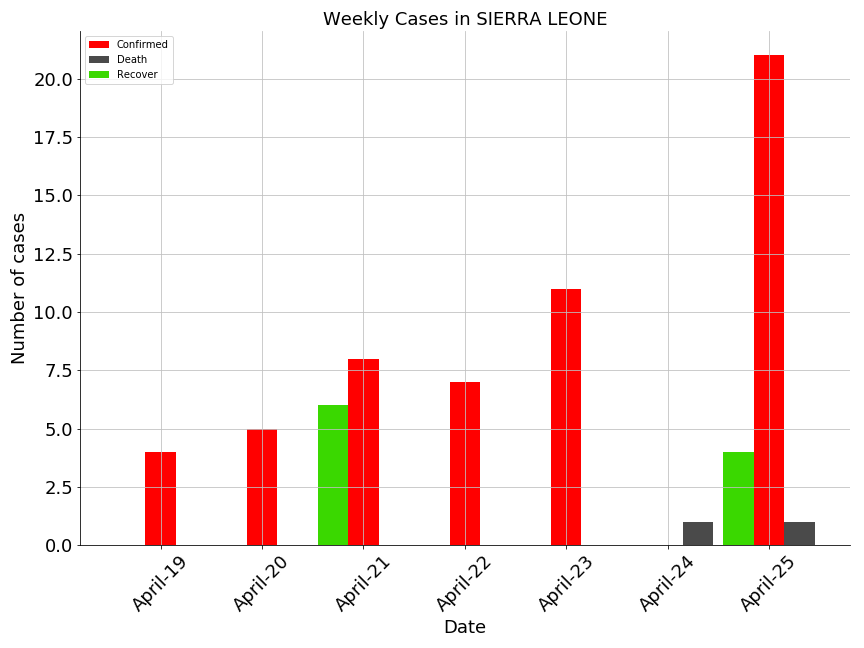 Weekly Cases in SIERRA LEONE
Confirmed
Death
Recover
20.0
17.5
15.0
12.5
10.0
7.5
5.0
2.5
0.0
Number of cases
April-19
April-20
April-21
April-22
April-23
April-24
April-25
Date